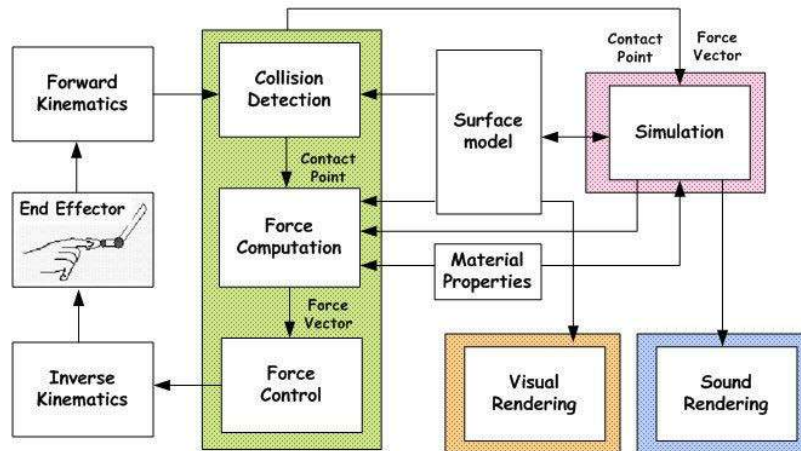 Forward
Kinematics
Collision
Detection
Contact
Point
Force
Vector
Surface
model
Simulation
Contact
Point
End Effector
Force
Computation
Material
Properties
Force
Vector
Inverse
Kinematics
Force
Control
Visual
Rendering
Sound
Rendering